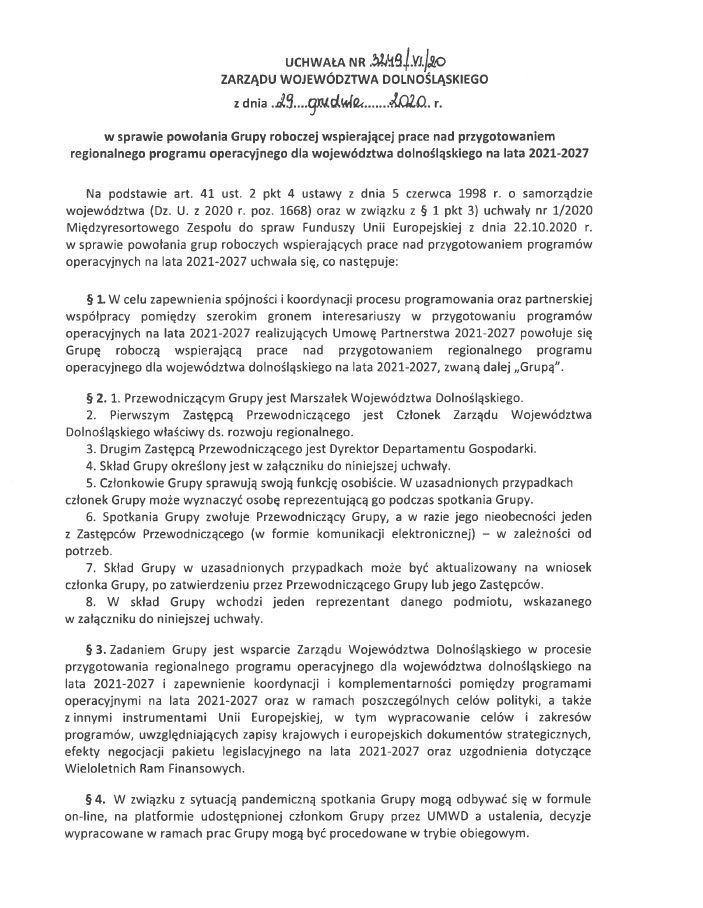 UCHWAŁA NR 3249/VI/20
ZARZĄDU WOJEWÓDZTWA DOLNOŚLĄSKIEGO
z dnia ..29....grudnia.......2020.. r.
w sprawie powołania Grupy roboczej wspierającej prace nad przygotowaniem
regionalnego programu operacyjnego dla województwa dolnośląskiego na lata 2021-2027
Na podstawie art. 41 ust. 2 pkt 4 ustawy z dnia 5 czerwca 1998 r. o samorządzie
województwa (Dz. U. z 2020 r. poz. 1668) oraz w związku z § 1 pkt 3) uchwały nr 1/2020
Międzyresortowego Zespołu do spraw Funduszy Unii Europejskiej z dnia 22.10.2020 r.
w sprawie powołania grup roboczych wspierających prace nad przygotowaniem programów
operacyjnych na lata 2021-2027 uchwala się, co następuje:
§ 1. W celu zapewnienia spójności i koordynacji procesu programowania oraz partnerskiej
współpracy pomiędzy szerokim gronem interesariuszy w przygotowaniu programów
operacyjnych na lata 2021-2027 realizujących Umowę Partnerstwa 2021-2027 powołuje się
Grupę roboczą wspierającą prace nad przygotowaniem regionalnego programu
operacyjnego dla województwa dolnośląskiego na lata 2021-2027, zwaną dalej „Grupą”.
§ 2. 1. Przewodniczącym Grupy jest Marszałek Województwa Dolnośląskiego.
2. Pierwszym Zastępcą Przewodniczącego jest Członek Zarządu Województwa
Dolnośląskiego właściwy ds. rozwoju regionalnego.
3. Drugim Zastępcą Przewodniczącego jest Dyrektor Departamentu Gospodarki.
4. Skład Grupy określony jest w załączniku do niniejszej uchwały.
5. Członkowie Grupy sprawują swoją funkcję osobiście. W uzasadnionych przypadkach
członek Grupy może wyznaczyć osobę reprezentującą go podczas spotkania Grupy.
6. Spotkania Grupy zwołuje Przewodniczący Grupy, a w razie jego nieobecności jeden
z Zastępców Przewodniczącego (w formie komunikacji elektronicznej) – w zależności od
potrzeb.
7. Skład Grupy w uzasadnionych przypadkach może być aktualizowany na wniosek
członka Grupy, po zatwierdzeniu przez Przewodniczącego Grupy lub jego Zastępców.
8. W skład Grupy wchodzi jeden reprezentant danego podmiotu, wskazanego
w załączniku do niniejszej uchwały.
§ 3. Zadaniem Grupy jest wsparcie Zarządu Województwa Dolnośląskiego w procesie
przygotowania regionalnego programu operacyjnego dla województwa dolnośląskiego na
lata 2021-2027 i zapewnienie koordynacji i komplementarności pomiędzy programami
operacyjnymi na lata 2021-2027 oraz w ramach poszczególnych celów polityki, a także
z innymi instrumentami Unii Europejskiej, w tym wypracowanie celów i zakresów
programów, uwzględniających zapisy krajowych i europejskich dokumentów strategicznych,
efekty negocjacji pakietu legislacyjnego na lata 2021-2027 oraz uzgodnienia dotyczące
Wieloletnich Ram Finansowych.
§ 4. W związku z sytuacją pandemiczną spotkania Grupy mogą odbywać się w formule
on-line, na platformie udostępnionej członkom Grupy przez UMWD a ustalenia, decyzje
wypracowane w ramach prac Grupy mogą być procedowane w trybie obiegowym.